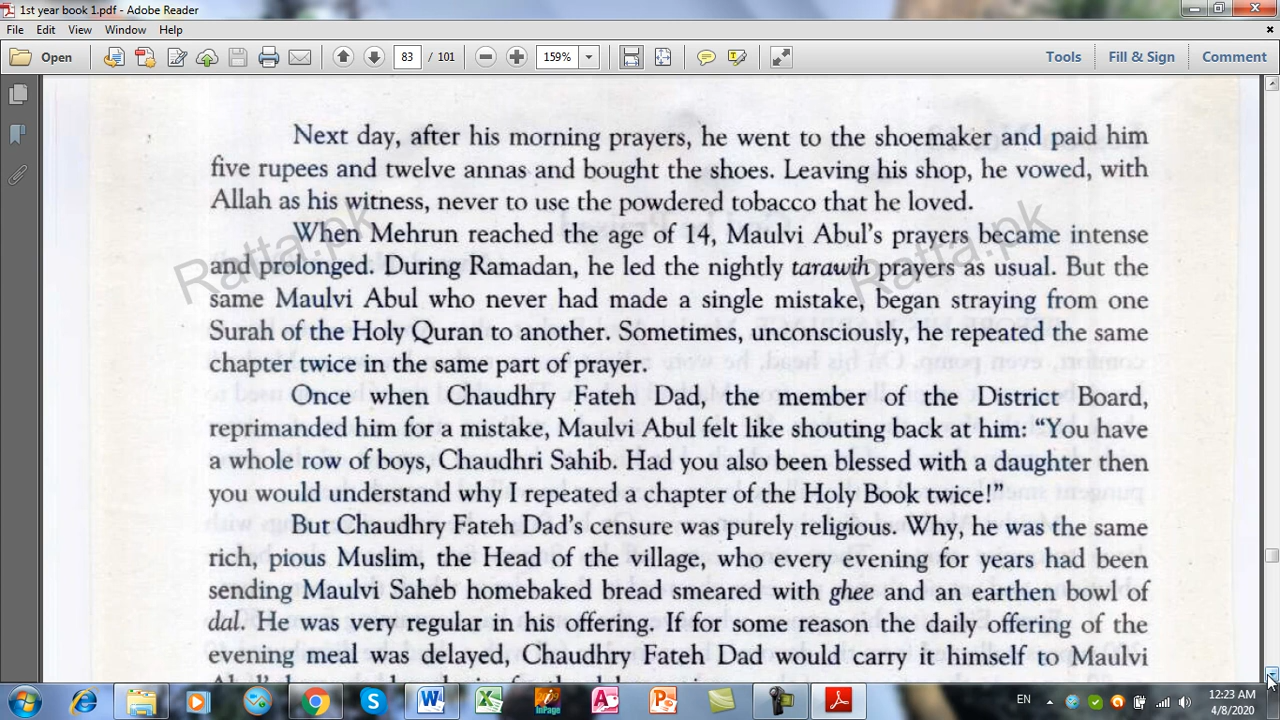 1st year book 1.pdf - Adobe Reader
File Edit View Window Help
Open 83 / 101 159% Tools Fill & Sign Comment
Next day, after his morning prayers, he went to the shoemaker and paid him
five rupees and twelve annas and bought the shoes. Leaving his shop, he vowed, with
Allah as his witness, never to use the powdered tobacco that he loved.
When Mehrun reached the age of 14, Maulvi Abul's prayers became intense
and prolonged. During Ramadan, he led the nightly tarawih prayers as usual. But the
same Maulvi Abul who never had made a single mistake, began straying from one
Surah of the Holy Quran to another. Sometimes, unconsciously, he repeated the same
chapter twice in the same part of prayer.
Once when Chaudhry Fateh Dad, the member of the District Board,
reprimanded him for a mistake, Maulvi Abul felt like shouting back at him: “You have
a whole row of boys, Chaudhri Sahib. Had you also been blessed with a daughter then
you would understand why I repeated a chapter of the Holy Book twice!”
But Chaudhry Fateh Dad's censure was purely religious. Why, he was the same
rich, pious Muslim, the Head of the village, who every evening for years had been
sending Maulvi Saheb homebaked bread smeared with ghee and an earthen bowl of
dal. He was very regular in his offering. If for some reason the daily offering of the
evening meal was delayed, Chaudhry Fateh Dad would carry it himself to Maulvi
Ratta.pk
Ratta.pk
EN
12:23 AM
4/8/2020